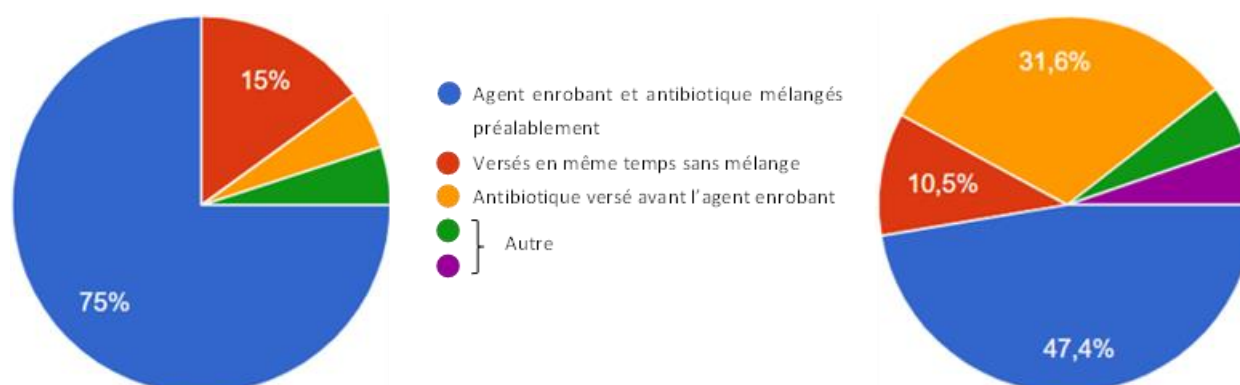 15%
75%
Agent enrobant et antibiotique mélangés
préalablement
Versés en même temps sans mélange
Antibiotique versé avant l'agent enrobant
Autre
31,6%
10,5%
47,4%